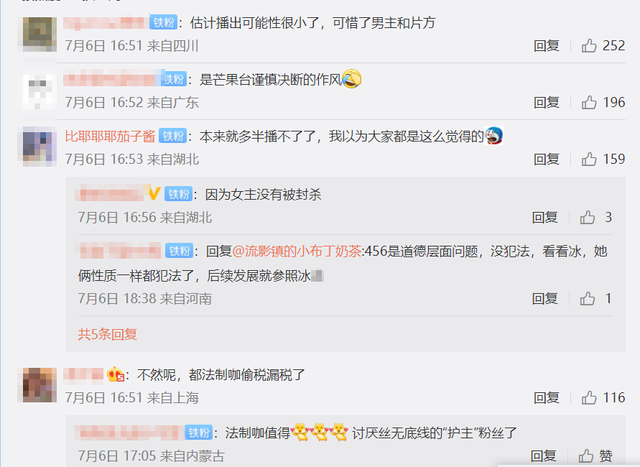 铁粉：估计播出可能性很小了，可惜了男主和片方
7月6日 16:51 来自四川
回复 252
铁粉：是芒果台谨慎决断的作风
7月6日 16:52 来自广东
回复 196
比耶耶耶茄子酱 铁粉：本来就多半播不了了，我以为大家都是这么觉得的
7月6日 16:53 来自湖北
回复 159
铁粉：因为女主没有被封杀
7月6日 16:56 来自湖北
回复 3
铁粉：回复@流影镇的小布丁奶茶:456是道德层面问题，没犯法，看看冰，她
俩性质一样都犯法了，后续发展就参照冰
7月6日 18:38 来自河南
回复 1
共5条回复
：不然呢，都法制咖偷税漏税了
7月6日 16:51 来自上海
回复 116
铁粉：法制咖值得 讨厌丝无底线的“护主”粉丝了
7月6日 17:05 来自内蒙古
回复 赞